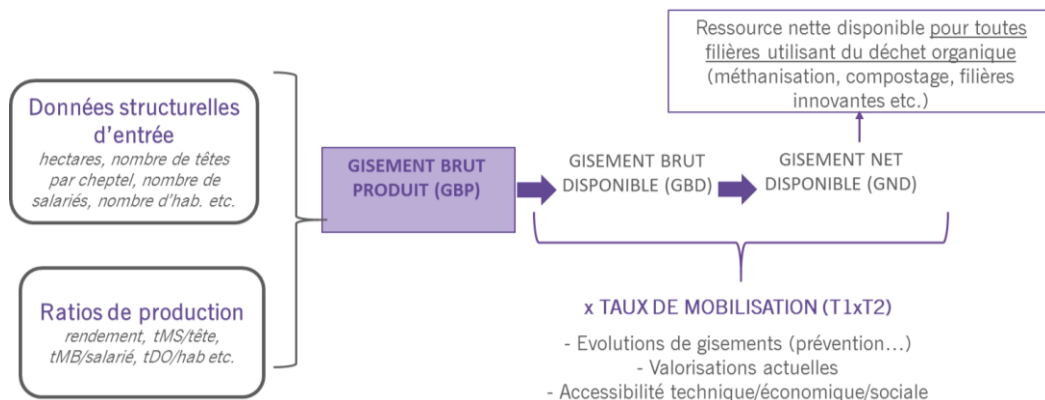 Données structurelles
d'entrée
hectares, nombre de têtes
par cheptel, nombre de
salariés, nombre d'hab. etc.
Ratios de production
rendement, tMS/tête,
tMB/salarié, tDO/hab etc.
GISEMENT BRUT
PRODUIT (GBP)
GISEMENT BRUT
DISPONIBLE (GBD)
GISEMENT NET
DISPONIBLE (GND)
Ressource nette disponible pour toutes
filières utilisant du déchet organique
(méthanisation, compostage, filières
innovantes etc.)
x TAUX DE MOBILISATION (T1xT2)
- Evolutions de gisements (prévention...)
- Valorisations actuelles
- Accessibilité technique/économique/sociale